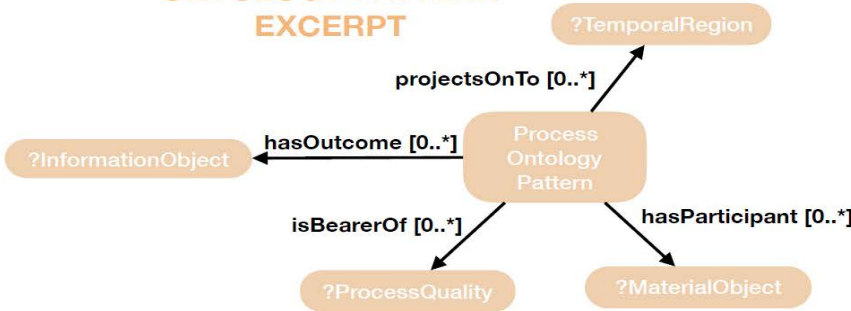 EXCERPT
?TemporalRegion
projectsOnTo [0..*]
Process
Ontology
Pattern
hasOutcome [0..*]
?InformationObject
isBearerOf [0..*]
hasParticipant [0..*]
?ProcessQuality
?MaterialObject